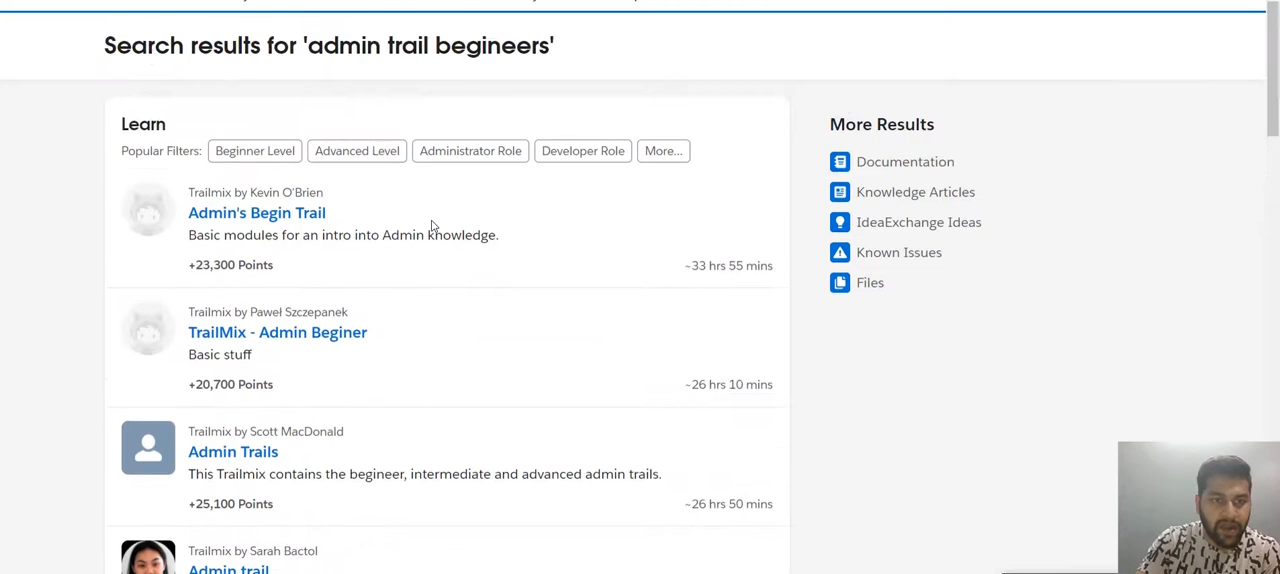 Search results for 'admin trail begineers'
Learn
Popular Filters: Beginner Level Advanced Level Administrator Role Developer Role More...
Trailmix by Kevin O'Brien
Admin's Begin Trail
Basic modules for an intro into Admin knowledge.
+23,300 Points ~33 hrs 55 mins
Trailmix by Paweł Szczepanek
TrailMix - Admin Beginer
Basic stuff
+20,700 Points ~26 hrs 10 mins
Trailmix by Scott MacDonald
Admin Trails
This Trailmix contains the begineer, intermediate and advanced admin trails.
+25,100 Points ~26 hrs 50 mins
Trailmix by Sarah Bactol
Admin trail
More Results
Documentation
Knowledge Articles
IdeaExchange Ideas
Known Issues
Files